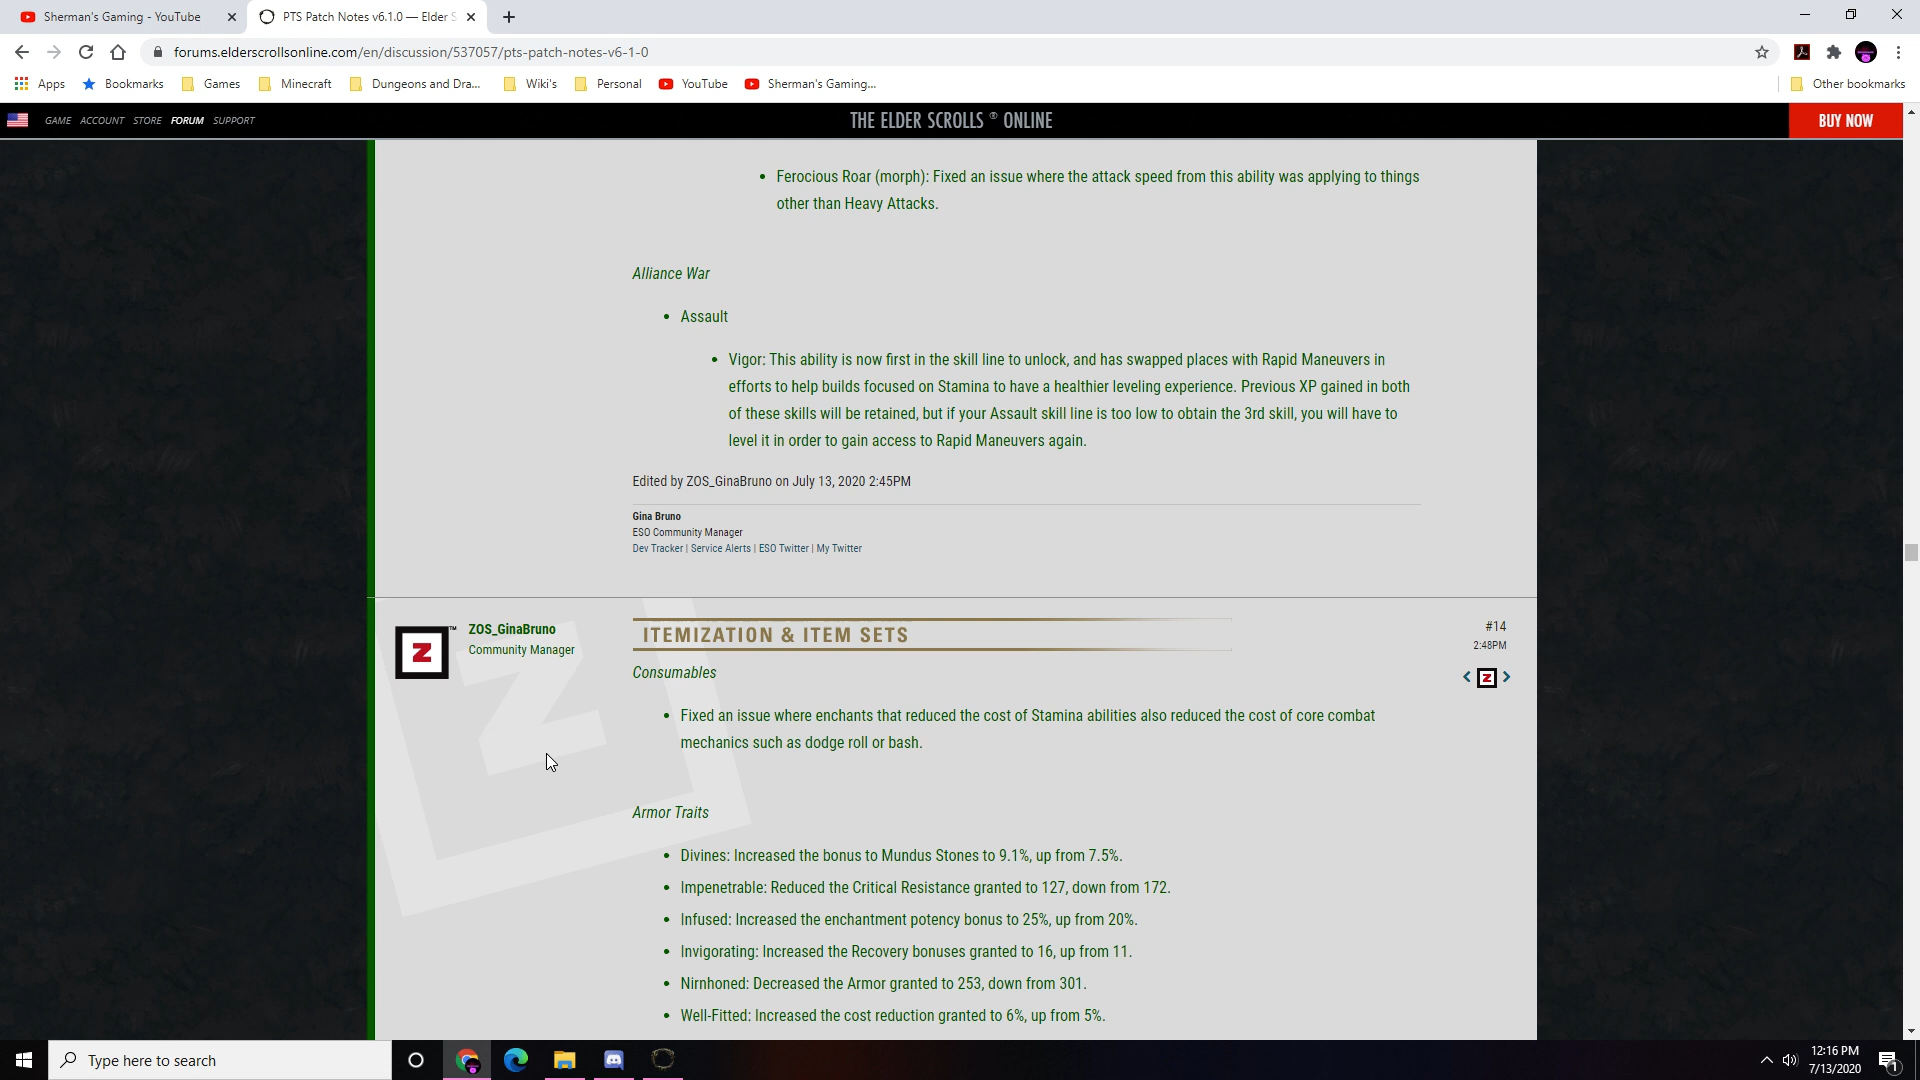 Sherman's Gaming - YouTube
PTS Patch Notes v6.1.0 — Elder S
forums.elderscrollsonline.com/en/discussion/537057/pts-patch-notes-v6-1-0
Apps Bookmarks Games Minecraft Dungeons and Dra... Wiki's Personal YouTube Sherman's Gaming... Other bookmarks
GAME ACCOUNT STORE FORUM SUPPORT THE ELDER SCROLLS ® ONLINE BUY NOW
• Ferocious Roar (morph): Fixed an issue where the attack speed from this ability was applying to things
other than Heavy Attacks.
Alliance War
• Assault
• Vigor: This ability is now first in the skill line to unlock, and has swapped places with Rapid Maneuvers in
efforts to help builds focused on Stamina to have a healthier leveling experience. Previous XP gained in both
of these skills will be retained, but if your Assault skill line is too low to obtain the 3rd skill, you will have to
level it in order to gain access to Rapid Maneuvers again.
Edited by ZOS_GinaBruno on July 13, 2020 2:45PM
Gina Bruno
ESO Community Manager
Dev Tracker | Service Alerts | ESO Twitter | My Twitter
Z ™
ZOS_GinaBruno
Community Manager
ITEMIZATION & ITEM SETS
#14
2:48PM
< Z >
Consumables
• Fixed an issue where enchants that reduced the cost of Stamina abilities also reduced the cost of core combat
mechanics such as dodge roll or bash.
Armor Traits
• Divines: Increased the bonus to Mundus Stones to 9.1%, up from 7.5%.
• Impenetrable: Reduced the Critical Resistance granted to 127, down from 172.
• Infused: Increased the enchantment potency bonus to 25%, up from 20%.
• Invigorating: Increased the Recovery bonuses granted to 16, up from 11.
• Nirnhoned: Decreased the Armor granted to 253, down from 301.
• Well-Fitted: Increased the cost reduction granted to 6%, up from 5%.
Type here to search
12:16 PM
7/13/2020
1